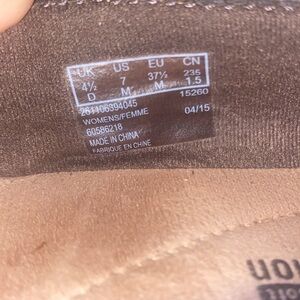 UK US EU CN
4½ 7 37½ 235
D M M 1.5
15260
261106394045 04/15
WOMENS/FEMME
60586218
MADE IN CHINA
FABRIQUE EN CHINE